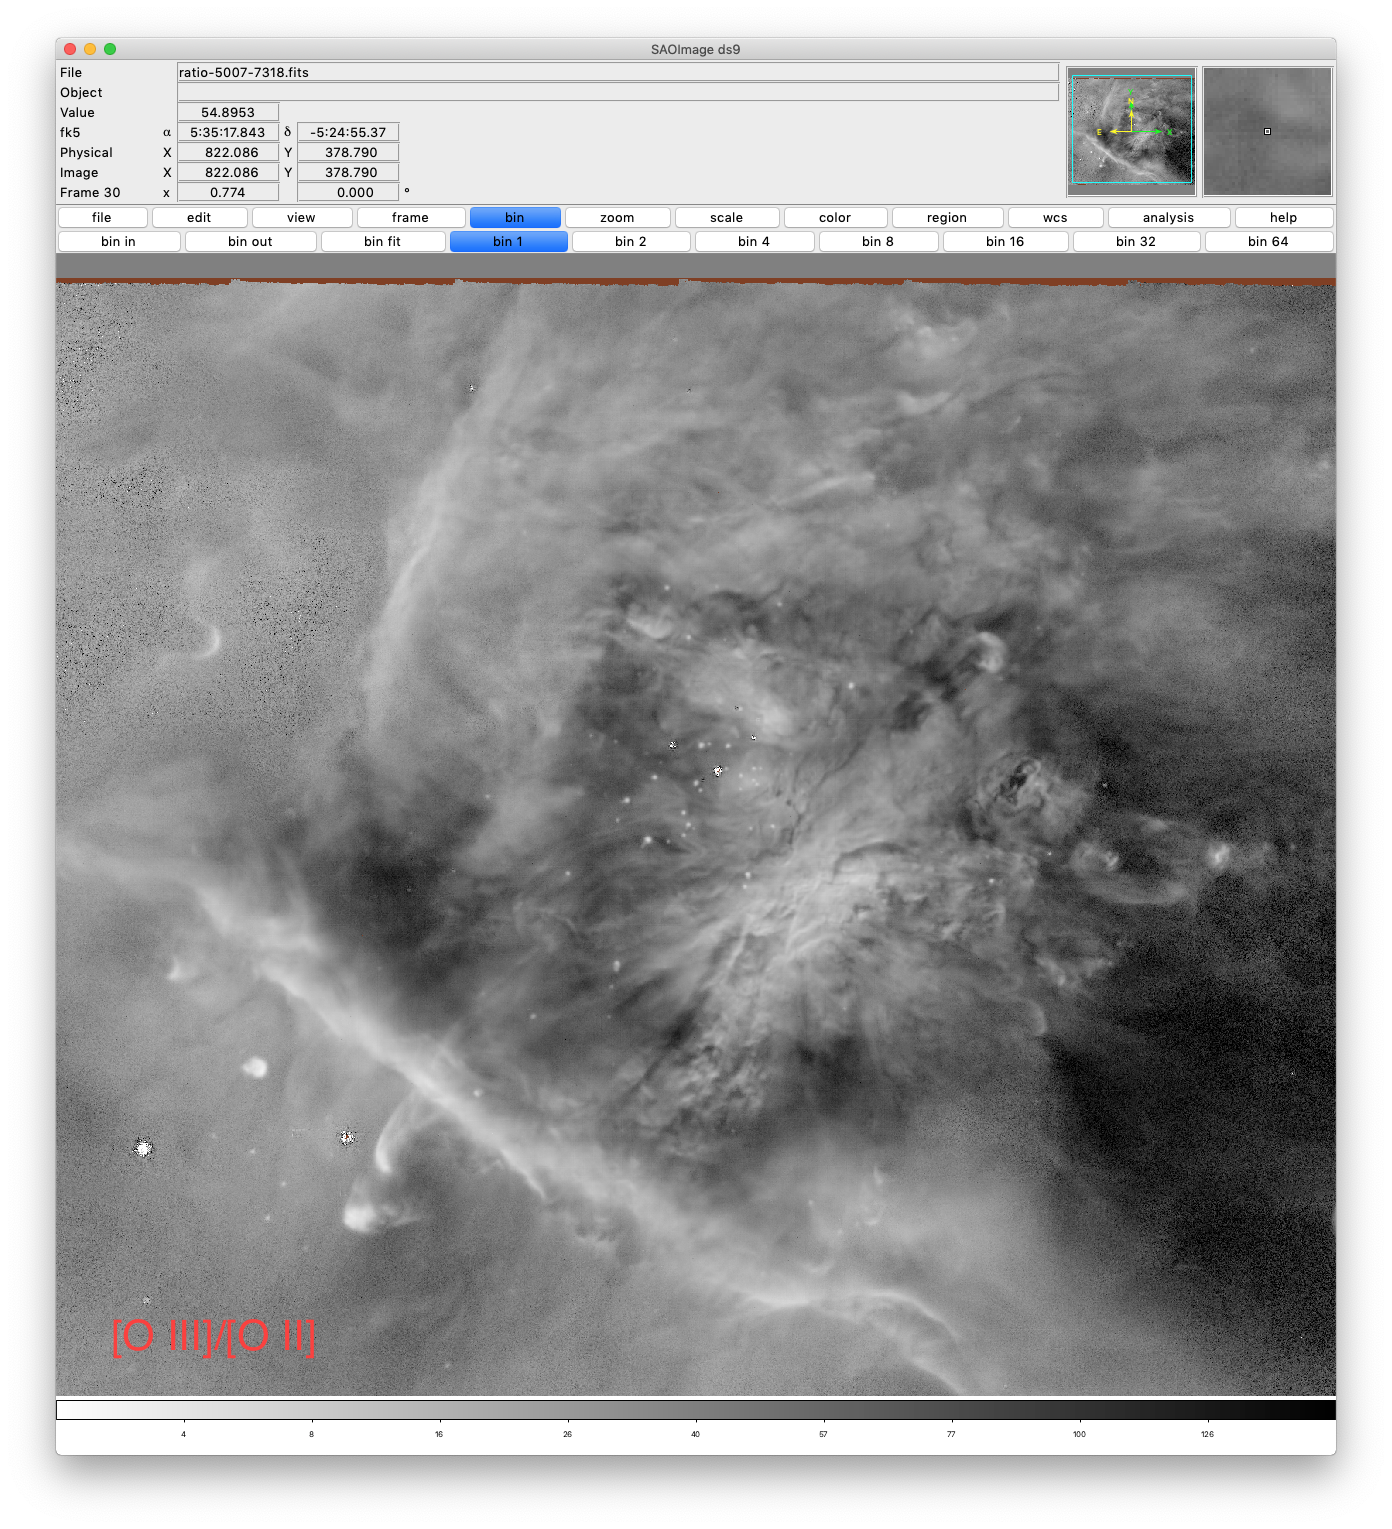 SAOImage ds9
File ratio-5007-7318.fits
Object
Value 54.8953
fk5 α 5:35:17.843 δ -5:24:55.37
Physical X 822.086 Y 378.790
Image X 822.086 Y 378.790
Frame 30 x 0.774 0.000 °
N
E X
file edit view frame bin zoom scale color region wcs analysis help
bin in bin out bin fit bin 1 bin 2 bin 4 bin 8 bin 16 bin 32 bin 64
[O III]/[O II]
4 8 16 26 40 57 77 100 126